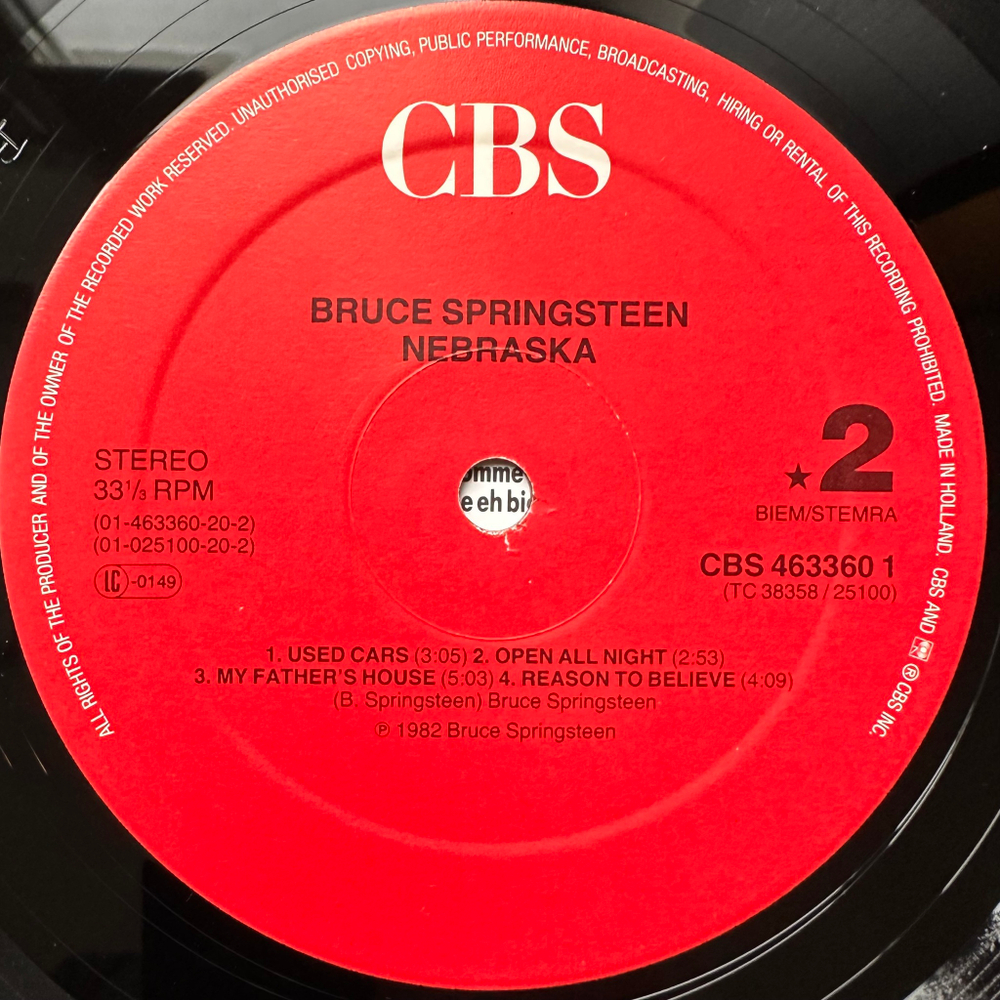 ALL RIGHTS OF THE PRODUCER AND OF THE OWNER OF THE RECORDED WORK RESERVED. UNAUTHORISED COPYING, PUBLIC PERFORMANCE, BROADCASTING, HIRING OR RENTAL OF THIS RECORDING PROHIBITED. MADE IN HOLLAND. CBS AND ℗ CBS INC.
CBS
BRUCE SPRINGSTEEN
NEBRASKA
STEREO
33⅓ RPM
(01-463360-20-2)
(01-025100-20-2)
LC-0149
★2
BIEM/STEMRA
CBS 463360 1
(TC 38358 / 25100)
omme
e eh bi
1. USED CARS (3:05) 2. OPEN ALL NIGHT (2:53)
3. MY FATHER'S HOUSE (5:03) 4. REASON TO BELIEVE (4:09)
(B. Springsteen) Bruce Springsteen
℗ 1982 Bruce Springsteen